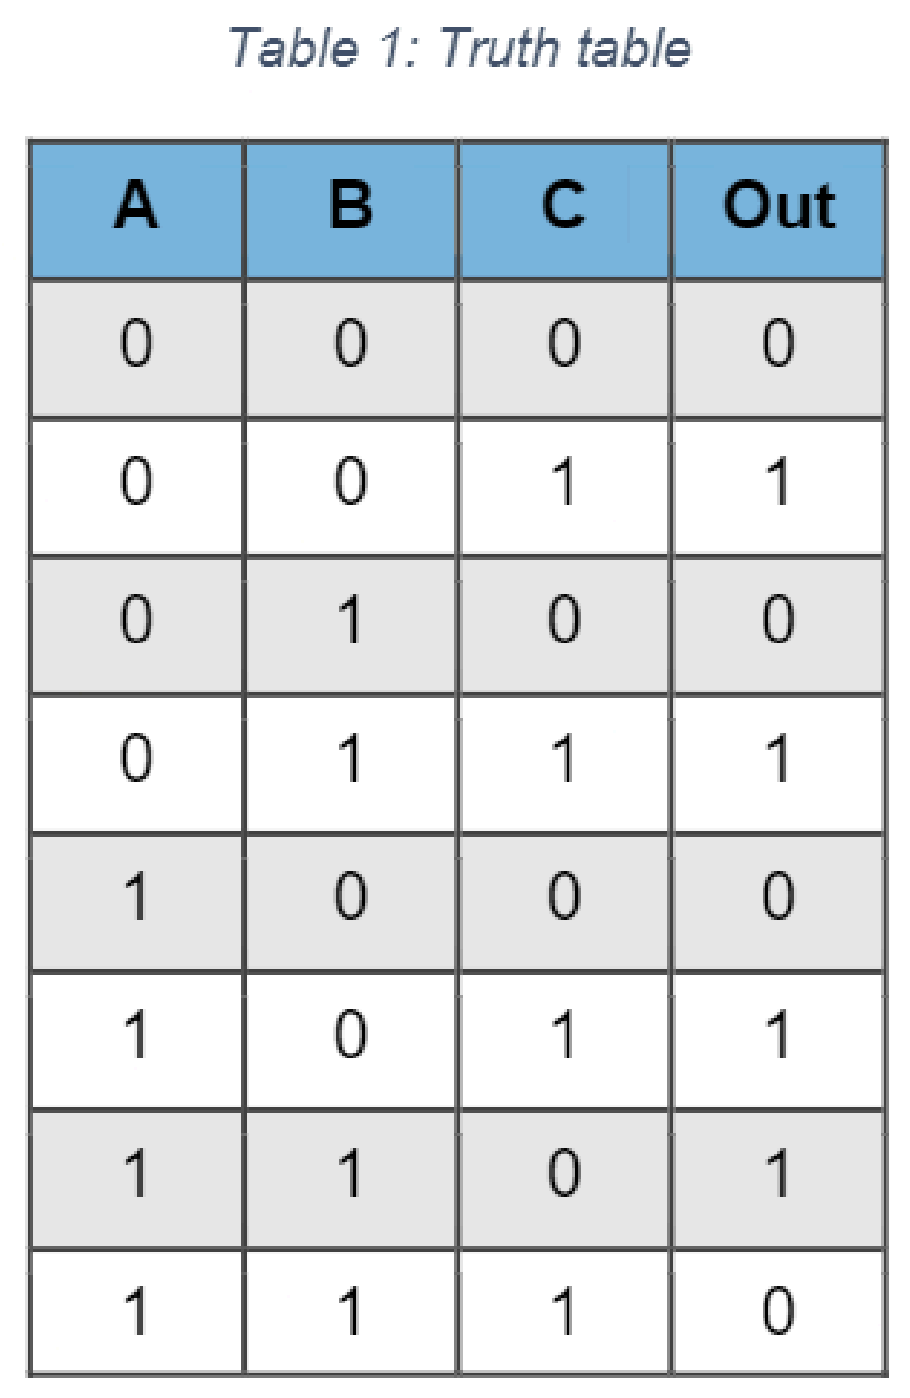 Table 1: Truth table
A B C Out
0 0 0 0
0 0 1 1
0 1 0 0
0 1 1 1
1 0 0 0
1 0 1 1
1 1 0 1
1 1 1 0